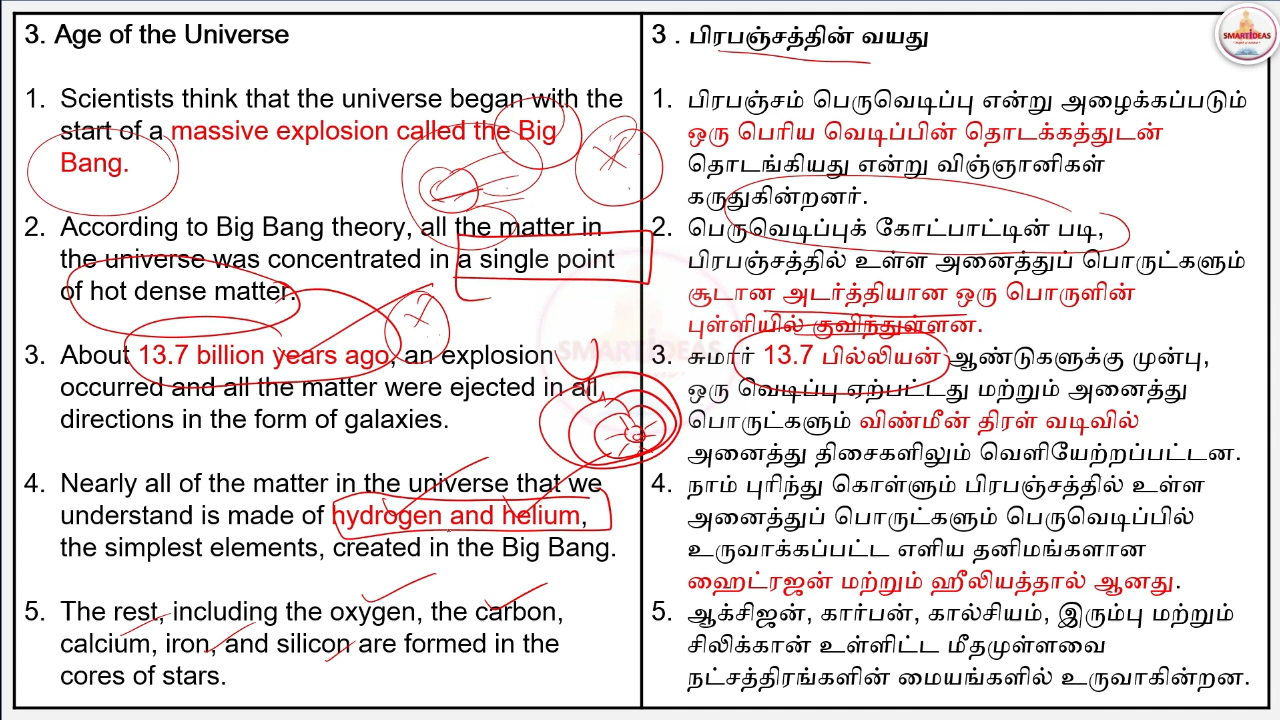 3. Age of the Universe
1. Scientists think that the universe began with the
start of a massive explosion called the Big
Bang.
2. According to Big Bang theory, all the matter in
the universe was concentrated in a single point
of hot dense matter.
3. About 13.7 billion years ago, an explosion
occurred and all the matter were ejected in all
directions in the form of galaxies.
4. Nearly all of the matter in the universe that we
understand is made of hydrogen and helium,
the simplest elements, created in the Big Bang.
5. The rest, including the oxygen, the carbon,
calcium, iron, and silicon are formed in the
cores of stars.
3 . பிரபஞ்சத்தின் வயது
1. பிரபஞ்சம் பெருவெடிப்பு என்று அழைக்கப்படும்
ஒரு பெரிய வெடிப்பின் தொடக்கத்துடன்
தொடங்கியது என்று விஞ்ஞானிகள்
கருதுகின்றனர்.
2. பெருவெடிப்புக் கோட்பாட்டின் படி,
பிரபஞ்சத்தில் உள்ள அனைத்துப் பொருட்களும்
சூடான அடர்த்தியான ஒரு பொருளின்
புள்ளியில் குவிந்துள்ளன.
3. சுமார் 13.7 பில்லியன் ஆண்டுகளுக்கு முன்பு,
ஒரு வெடிப்பு ஏற்பட்டது மற்றும் அனைத்து
பொருட்களும் விண்மீன் திரள் வடிவில்
அனைத்து திசைகளிலும் வெளியேற்றப்பட்டன.
4. நாம் புரிந்து கொள்ளும் பிரபஞ்சத்தில் உள்ள
அனைத்துப் பொருட்களும் பெருவெடிப்பில்
உருவாக்கப்பட்ட எளிய தனிமங்களான
ஹைட்ரஜன் மற்றும் ஹீலியத்தால் ஆனது.
5. ஆக்சிஜன், கார்பன், கால்சியம், இரும்பு மற்றும்
சிலிக்கான் உள்ளிட்ட மீதமுள்ளவை
நட்சத்திரங்களின் மையங்களில் உருவாகின்றன.
SMARTIDEAS
SMARTIDEAS